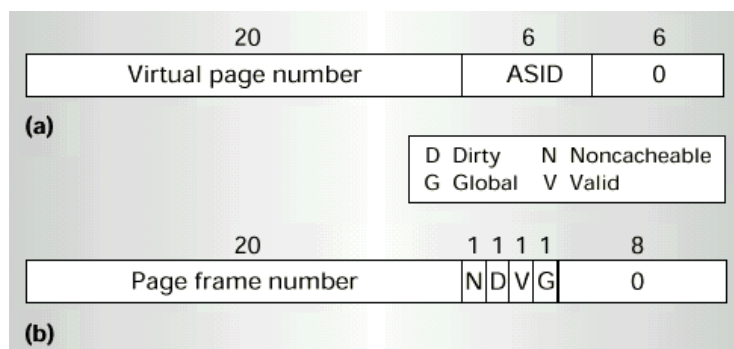 20 6 6
Virtual page number ASID 0
(a)
D Dirty N Noncacheable
G Global V Valid
20 1 1 1 1 8
Page frame number N D V G 0
(b)